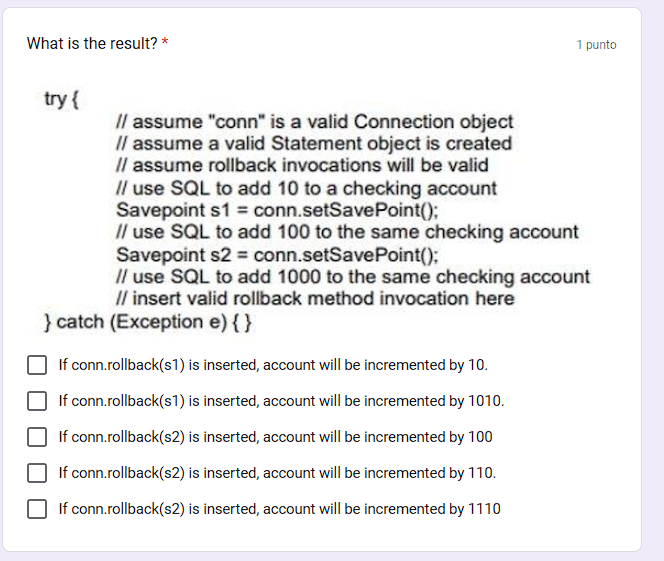 What is the result? *
1 punto
try {
// assume "conn" is a valid Connection object
// assume a valid Statement object is created
// assume rollback invocations will be valid
// use SQL to add 10 to a checking account
Savepoint s1 = conn.setSavePoint();
// use SQL to add 100 to the same checking account
Savepoint s2 = conn.setSavePoint();
// use SQL to add 1000 to the same checking account
// insert valid rollback method invocation here
} catch (Exception e) { }
If conn.rollback(s1) is inserted, account will be incremented by 10.
If conn.rollback(s1) is inserted, account will be incremented by 1010.
If conn.rollback(s2) is inserted, account will be incremented by 100
If conn.rollback(s2) is inserted, account will be incremented by 110.
If conn.rollback(s2) is inserted, account will be incremented by 1110